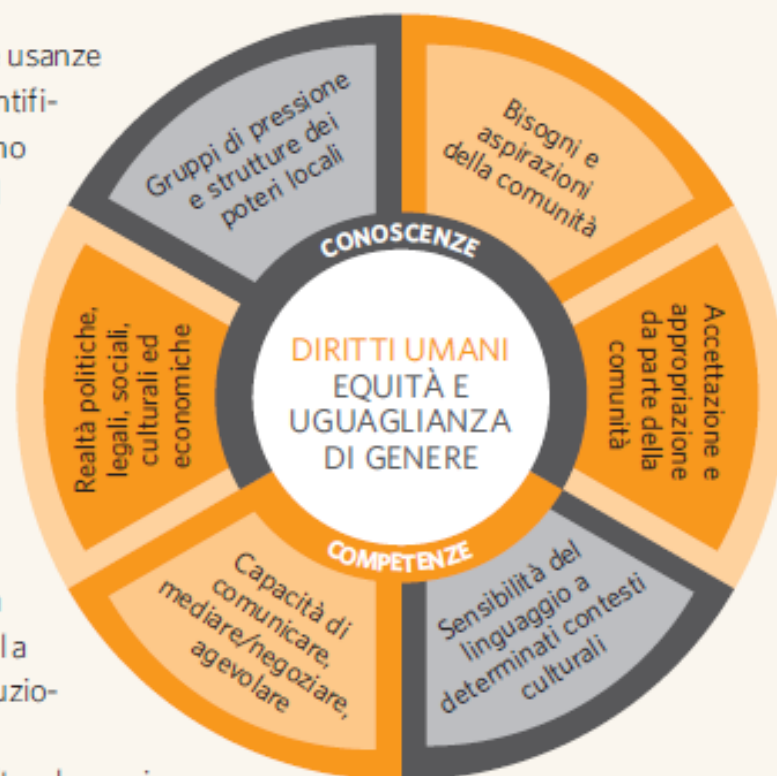 usanze
Gruppi di pressione
e strutture dei
poteri locali
Bisogni e
aspirazioni
della comunità
CONOSCENZE
Realtà politiche,
legali, sociali,
culturali ed
economiche
DIRITTI UMANI
EQUITÀ E
UGUAGLIANZA
DI GENERE
Accettazione e
appropriazione
da parte della
comunità
COMPETENZE
Capacità di
comunicare,
mediare/negoziare,
agevolare
Sensibilità del
linguaggio a
determinati contesti
culturali